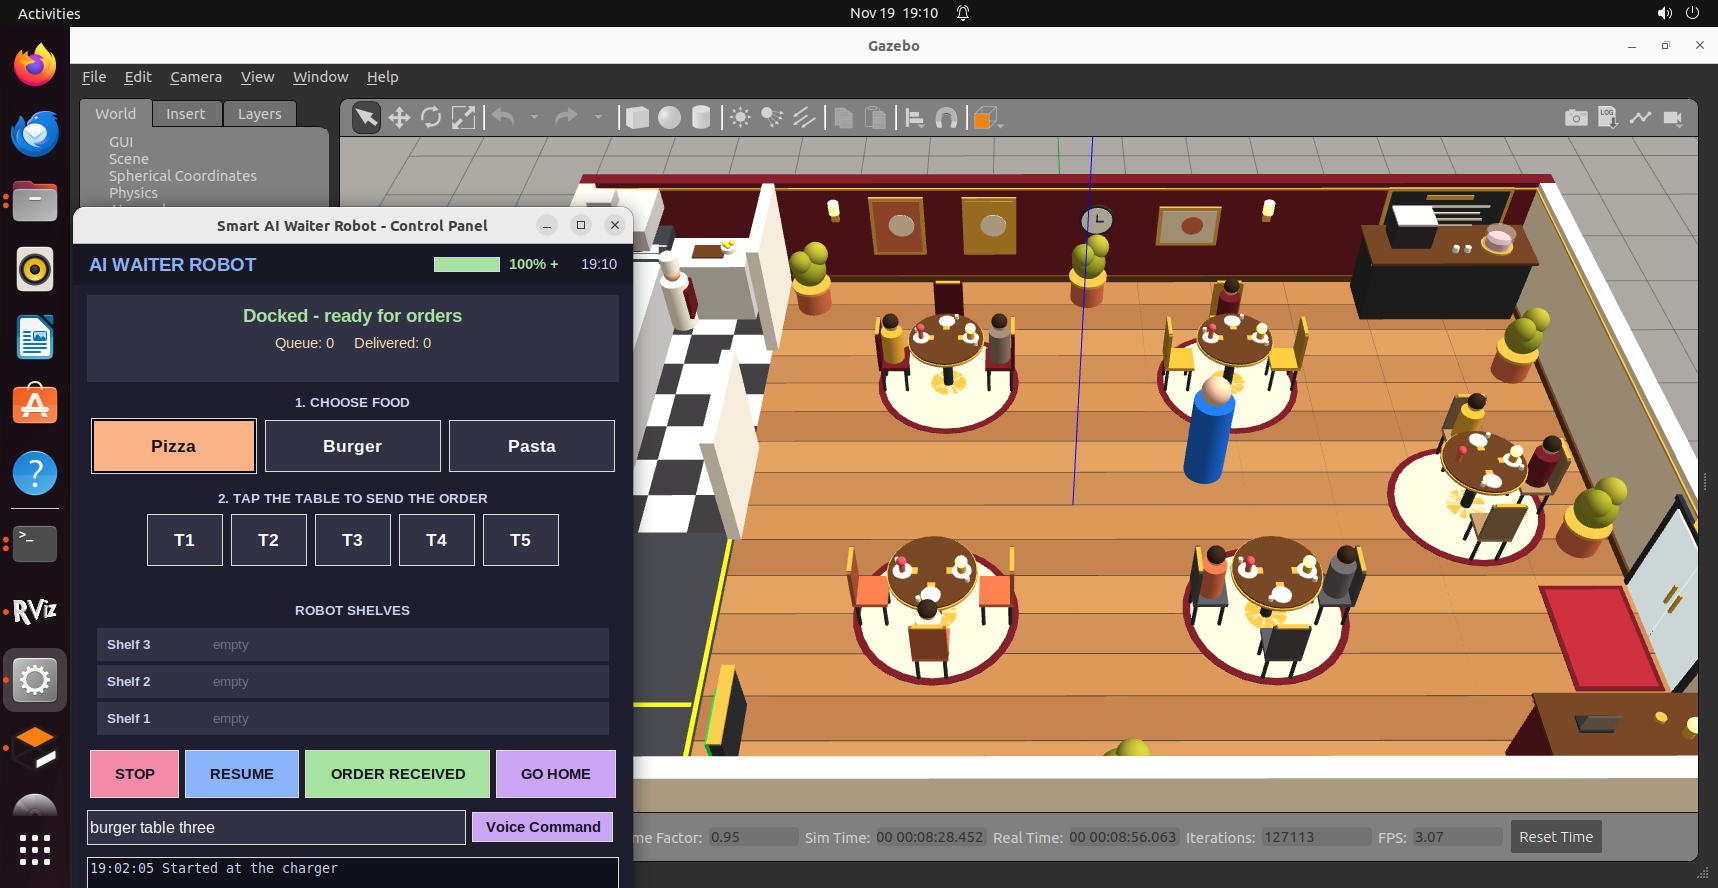 Activities
Nov 19 19:10
Gazebo
File Edit Camera View Window Help
World Insert Layers
GUI
Scene
Spherical Coordinates
Physics
Smart AI Waiter Robot - Control Panel
AI WAITER ROBOT 100% + 19:10
Docked - ready for orders
Queue: 0 Delivered: 0
1. CHOOSE FOOD
Pizza Burger Pasta
2. TAP THE TABLE TO SEND THE ORDER
T1 T2 T3 T4 T5
ROBOT SHELVES
Shelf 3 empty
Shelf 2 empty
Shelf 1 empty
STOP RESUME ORDER RECEIVED GO HOME
burger table three Voice Command
19:02:05 Started at the charger
me Factor: 0.95 Sim Time: 00 00:08:28.452 Real Time: 00 00:08:56.063 Iterations: 127113 FPS: 3.07 Reset Time
RViz
LOG